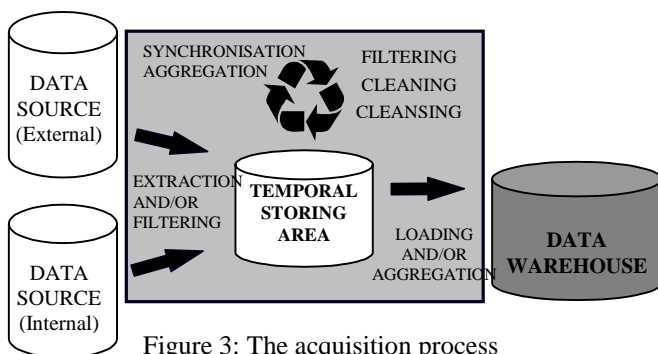 DATA
SOURCE
(External)
SYNCHRONISATION
AGGREGATION
FILTERING
CLEANING
CLEANSING
EXTRACTION
AND/OR
FILTERING
TEMPORAL
STORING
AREA
LOADING
AND/OR
AGGREGATION
DATA
WAREHOUSE
DATA
SOURCE
(Internal)
Figure 3: The acquisition process